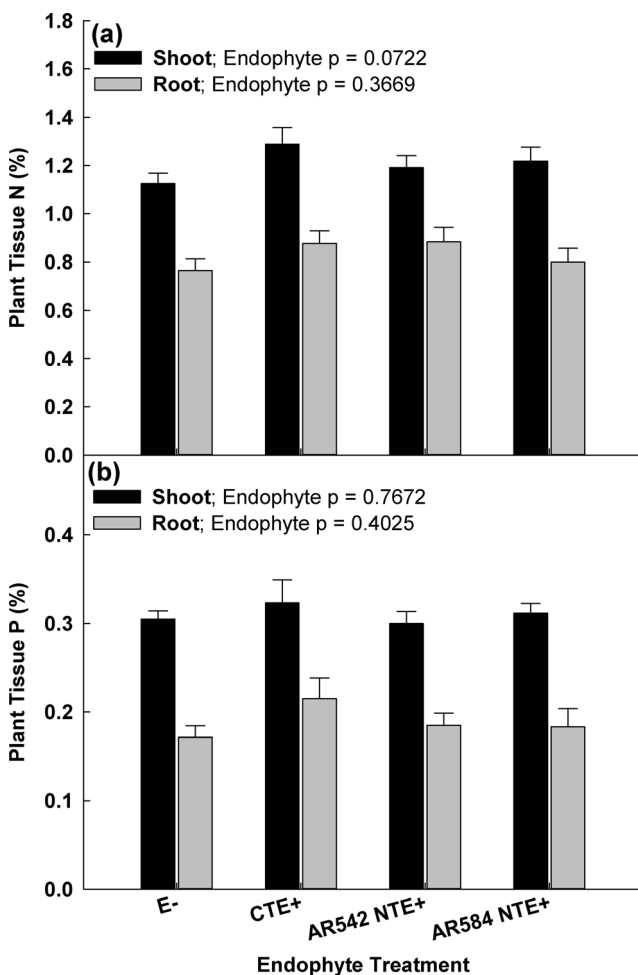 (a)
Shoot; Endophyte p = 0.0722
Root; Endophyte p = 0.3669
Plant Tissue N (%)
1.8
1.6
1.4
1.2
1.0
0.8
0.6
0.4
0.2
0.0
(b)
Shoot; Endophyte p = 0.7672
Root; Endophyte p = 0.4025
Plant Tissue P (%)
0.4
0.3
0.2
0.1
0.0
E-
CTE+
AR542 NTE+
AR584 NTE+
Endophyte Treatment